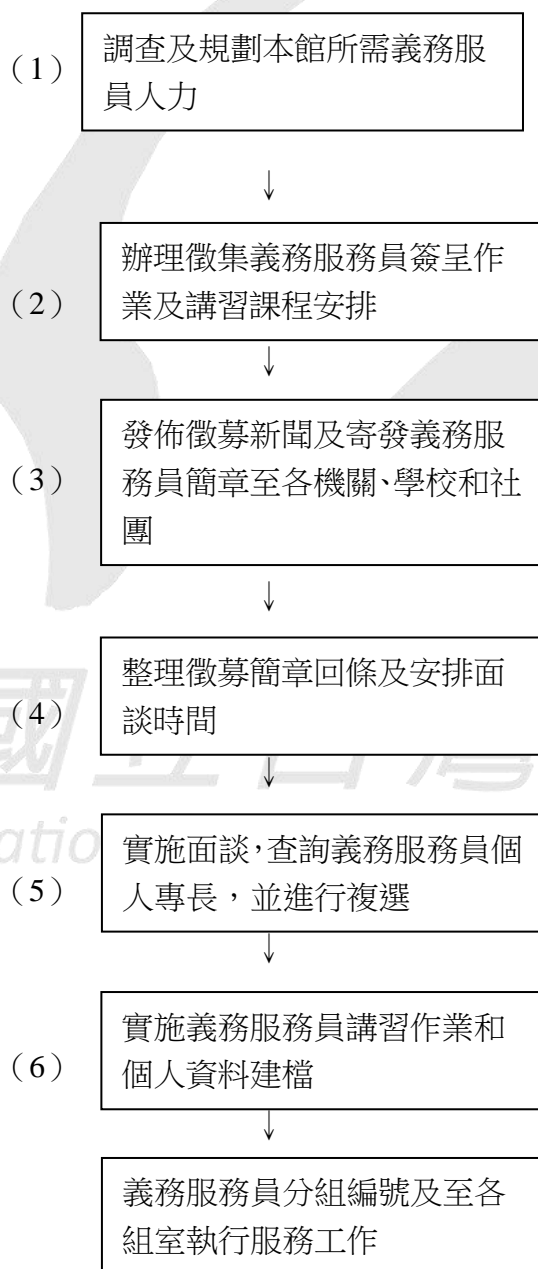 (1)
調查及規劃本館所需義務服
員人力
↓
辦理徵集義務服務員簽呈作
(2)
業及講習課程安排
↓
發佈徵募新聞及寄發義務服
(3)
務員簡章至各機關、學校和社
團
↓
整理徵募簡章回條及安排面
(4)
談時間
↓
實施面談,查詢義務服務員個
(5)
人專長，並進行複選
↓
實施義務服務員講習作業和
(6)
個人資料建檔
↓
義務服務員分組編號及至各
組室執行服務工作
國立台灣
atio